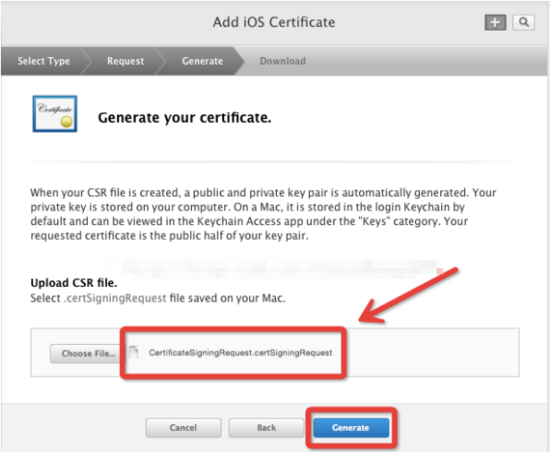 Add iOS Certificate
Select Type
Request
Generate
Download
Certificate
Generate your certificate.
When your CSR file is created, a public and private key pair is automatically generated. Your
private key is stored on your computer. On a Mac, it is stored in the login Keychain by
default and can be viewed in the Keychain Access app under the "Keys" category. Your
requested certificate is the public half of your key pair.
Upload CSR file.
Select .certSigningRequest file saved on your Mac.
Choose File... CertificateSigningRequest.certSigningRequest
Cancel
Back
Generate